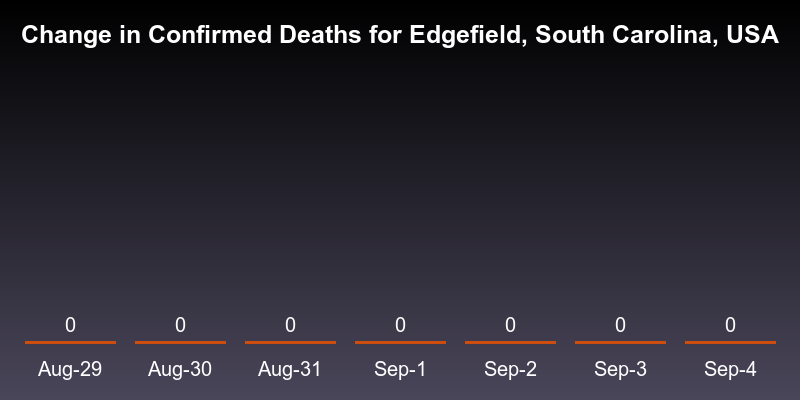 Change in Confirmed Deaths for Edgefield, South Carolina, USA
0 0 0 0 0 0 0
Aug-29 Aug-30 Aug-31 Sep-1 Sep-2 Sep-3 Sep-4